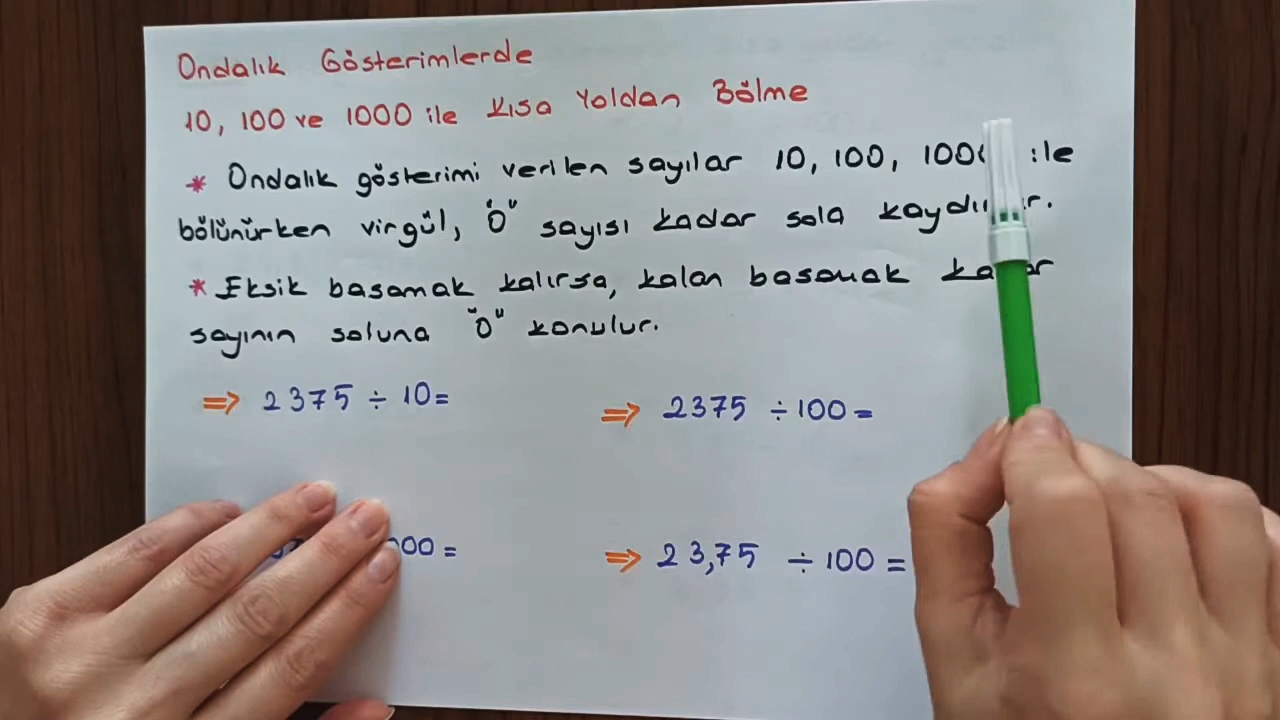 Ondalık Gösterimlerde
10, 100 ve 1000 ile Kısa Yoldan Bölme
* Ondalık gösterimi verilen sayılar 10, 100, ile
bölünürken virgül, "0" sayısı kadar sola
* Eksik basamak kalırsa, kalan basamak
sayının soluna "0" konulur.
⇒ 2375 ÷ 10 =
⇒ 2375 ÷ 100 =
=
⇒ 23,75 ÷ 100 =